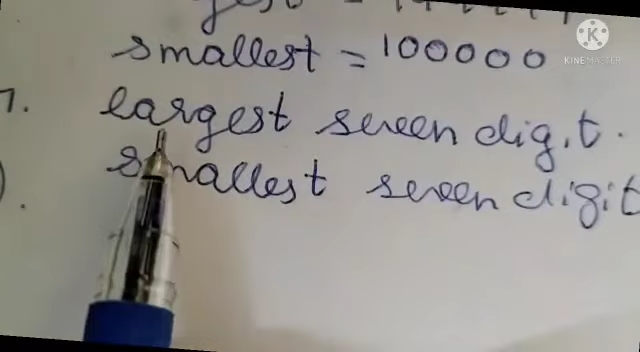 smallest = 100000
7. largest seven digit.
smallest seven digit
KINEMASTER